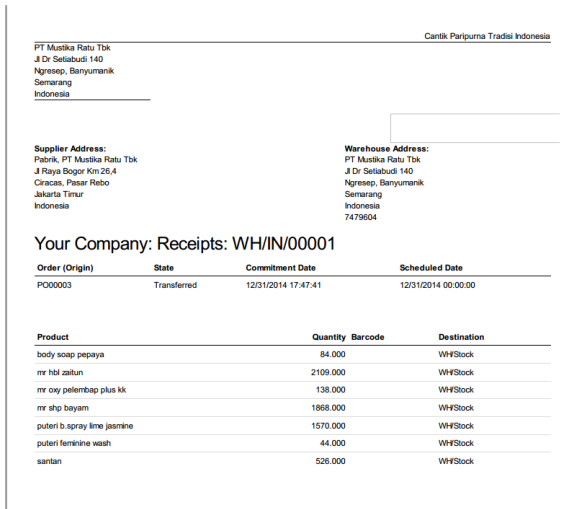 Cantik Paripurna Tradisi Indonesia
PT Mustika Ratu Tbk
Jl Dr Setiabudi 140
Ngresep, Banyumanik
Semarang
Indonesia
Supplier Address:
Pabrik, PT Mustika Ratu Tbk
Jl Raya Bogor Km 26,4
Ciracas, Pasar Rebo
Jakarta Timur
Indonesia
Warehouse Address:
PT Mustika Ratu Tbk
Jl Dr Setiabudi 140
Ngresep, Banyumanik
Semarang
Indonesia
7479604
Your Company: Receipts: WH/IN/00001
Order (Origin) State Commitment Date Scheduled Date
PO00003 Transferred 12/31/2014 17:47:41 12/31/2014 00:00:00
Product Quantity Barcode Destination
body soap pepaya 84.000 WH/Stock
mr hbl zaitun 2109.000 WH/Stock
mr oxy pelembap plus kk 138.000 WH/Stock
mr shp bayam 1868.000 WH/Stock
puteri b.spray lime jasmine 1570.000 WH/Stock
puteri feminine wash 44.000 WH/Stock
santan 526.000 WH/Stock